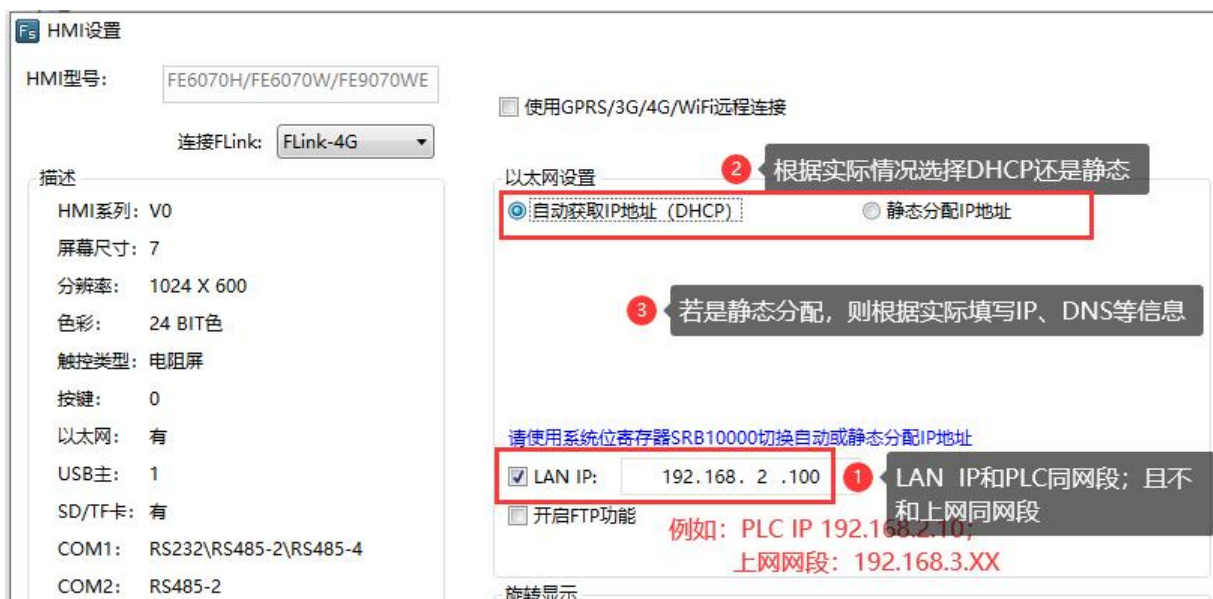 Fs HMI设置
HMI型号: FE6070H/FE6070W/FE9070WE
连接FLink: FLink-4G
描述
HMI系列: V0
屏幕尺寸: 7
分辨率: 1024 X 600
色彩: 24 BIT色
触控类型: 电阻屏
按键: 0
以太网: 有
USB主: 1
SD/TF卡: 有
COM1: RS232\RS485-2\RS485-4
COM2: RS485-2
使用GPRS/3G/4G/WiFi远程连接
2 根据实际情况选择DHCP还是静态
以太网设置
自动获取IP地址（DHCP） 静态分配IP地址
3 若是静态分配，则根据实际填写IP、DNS等信息
请使用系统位寄存器SRB10000切换自动或静态分配IP地址
LAN IP: 192.168. 2 .100
1 LAN IP和PLC同网段；且不
和上网同网段
开启FTP功能
例如：PLC IP 192.168.2.10;
上网网段：192.168.3.XX
旋转显示